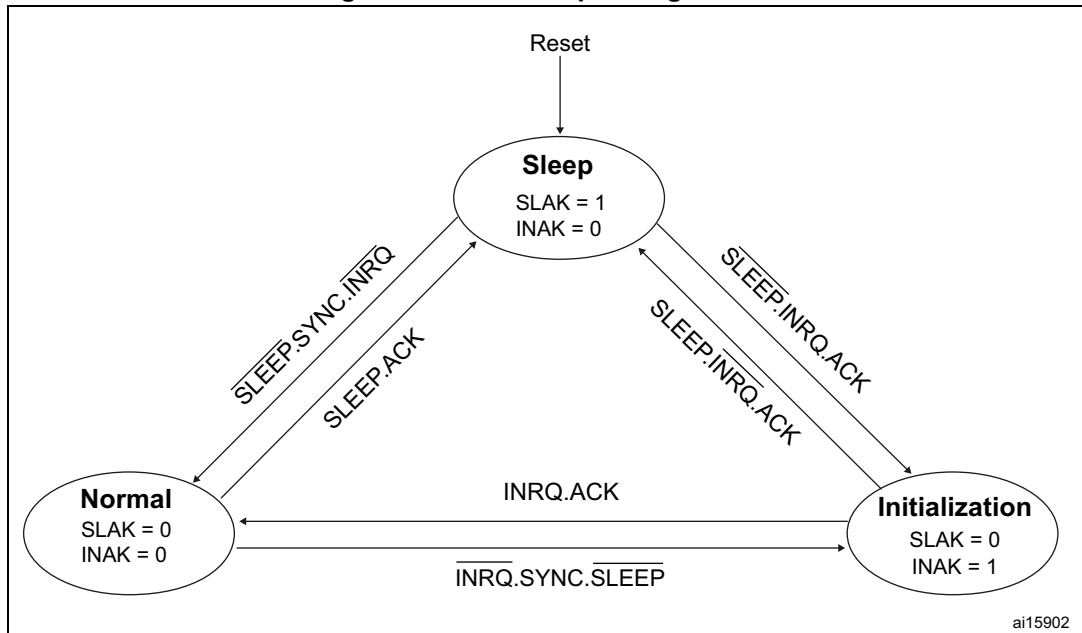 Reset
Sleep
SLAK = 1
INAK = 0
SLEEP.SYNC.INRQ
SLEEP.ACK
SLEEP.INRQ.ACK
SLEEP.INRQ.ACK
Normal
SLAK = 0
INAK = 0
INRQ.ACK
INRQ.SYNC.SLEEP
Initialization
SLAK = 0
INAK = 1
ai15902